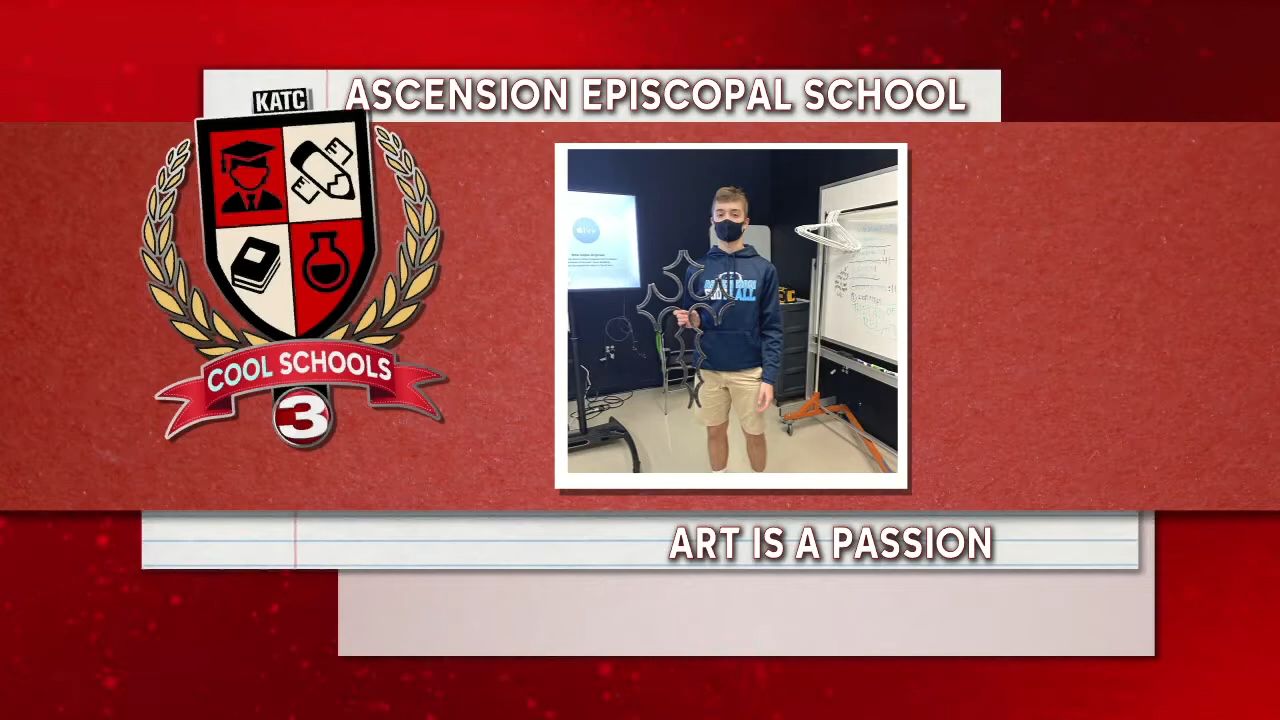 ASCENSION EPISCOPAL SCHOOL
KATC
COOL SCHOOLS
3
ART IS A PASSION